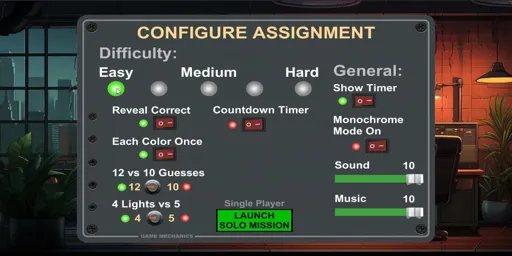 CONFIGURE ASSIGNMENT
Difficulty:
Easy Medium Hard
General:
Show Timer
Reveal Correct
Countdown Timer
Monochrome
Mode On
Each Color Once
12 vs 10 Guesses
12 10
4 Lights vs 5
4 5
Sound 10
Music 10
Single Player
LAUNCH
SOLO MISSION
GAME MECHANICS